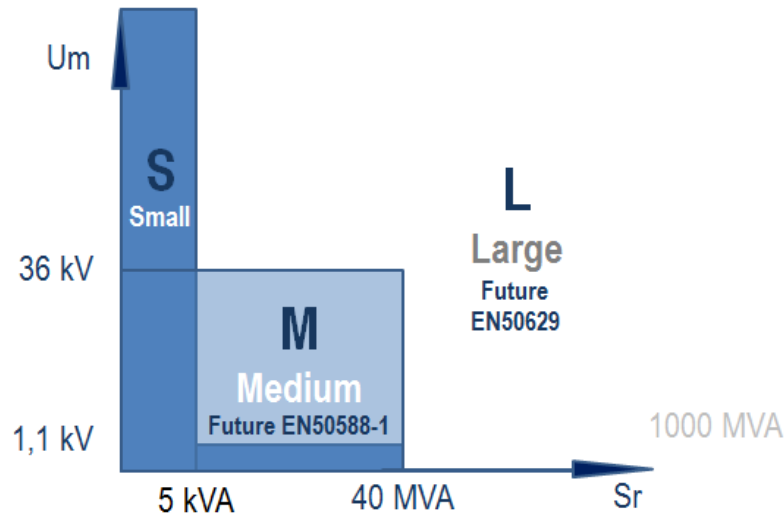 Um
S
Small
L
Large
Future
EN50629
36 kV
M
Medium
Future EN50588-1
1,1 kV
1000 MVA
5 kVA
40 MVA
Sr